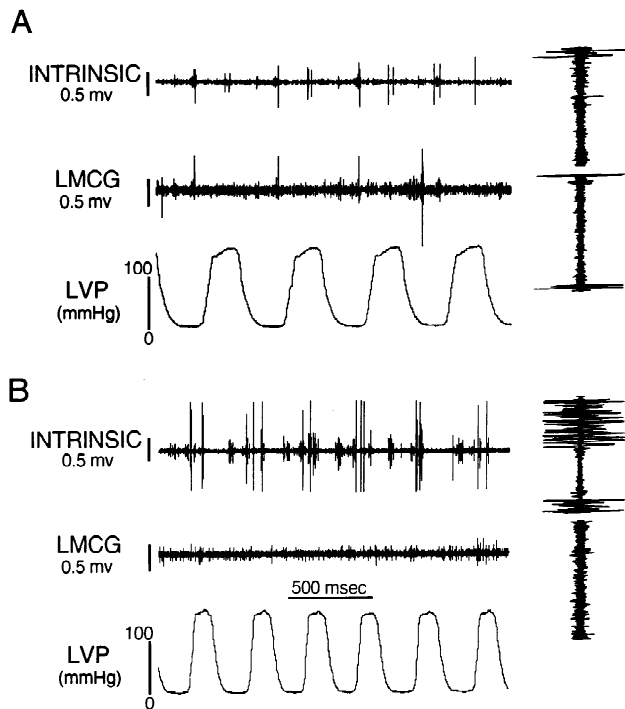 A
INTRINSIC
0.5 mv
LMCG
0.5 mv
100
LVP
(mmHg)
0
B
INTRINSIC
0.5 mv
LMCG
0.5 mv
500 msec
100
LVP
(mmHg)
0